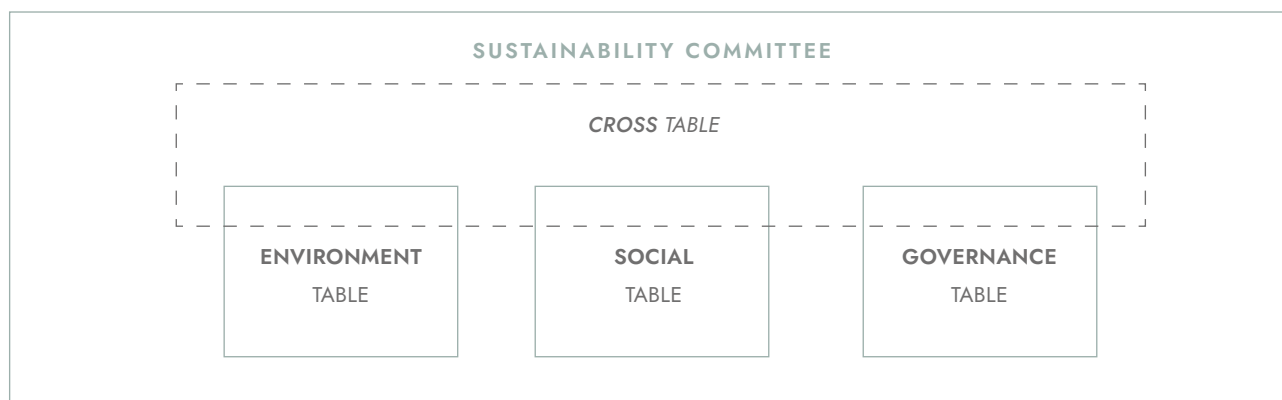 SUSTAINABILITY COMMITTEE
CROSS TABLE
ENVIRONMENT
TABLE
SOCIAL
TABLE
GOVERNANCE
TABLE